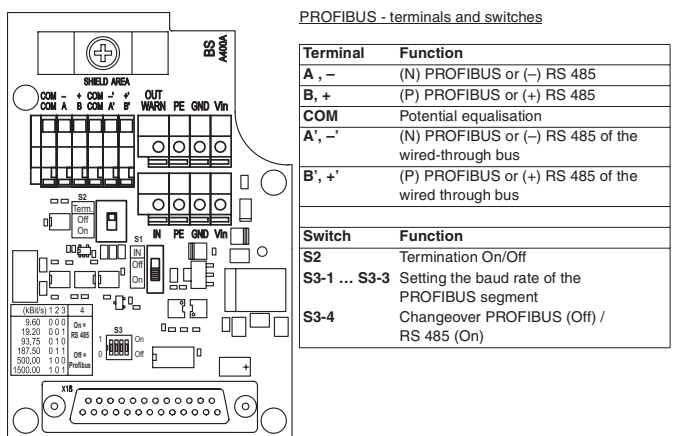 PROFIBUS - terminals and switches
BS
A400A
SHIELD AREA
COM – + COM –' +'
COM A B COM A' B'
OUT
WARN PE GND Vin
S2
Term.
Off
On
IN PE GND Vin
S1
IN
Off
On
(kBit/s) 1 2 3 4
9.60 0 0 0
19.20 0 0 1
93.75 0 1 0
187.50 0 1 1
500.00 1 0 0
1500.00 1 0 1
On =
RS 485
Off =
Profibus
S3
1 On
0 Off
+
X18
Terminal Function
A , – (N) PROFIBUS or (–) RS 485
B, + (P) PROFIBUS or (+) RS 485
COM Potential equalisation
A', –' (N) PROFIBUS or (–) RS 485 of the
wired-through bus
B', +' (P) PROFIBUS or (+) RS 485 of the
wired through bus
Switch Function
S2 Termination On/Off
S3-1 ... S3-3 Setting the baud rate of the
PROFIBUS segment
S3-4 Changeover PROFIBUS (Off) /
RS 485 (On)